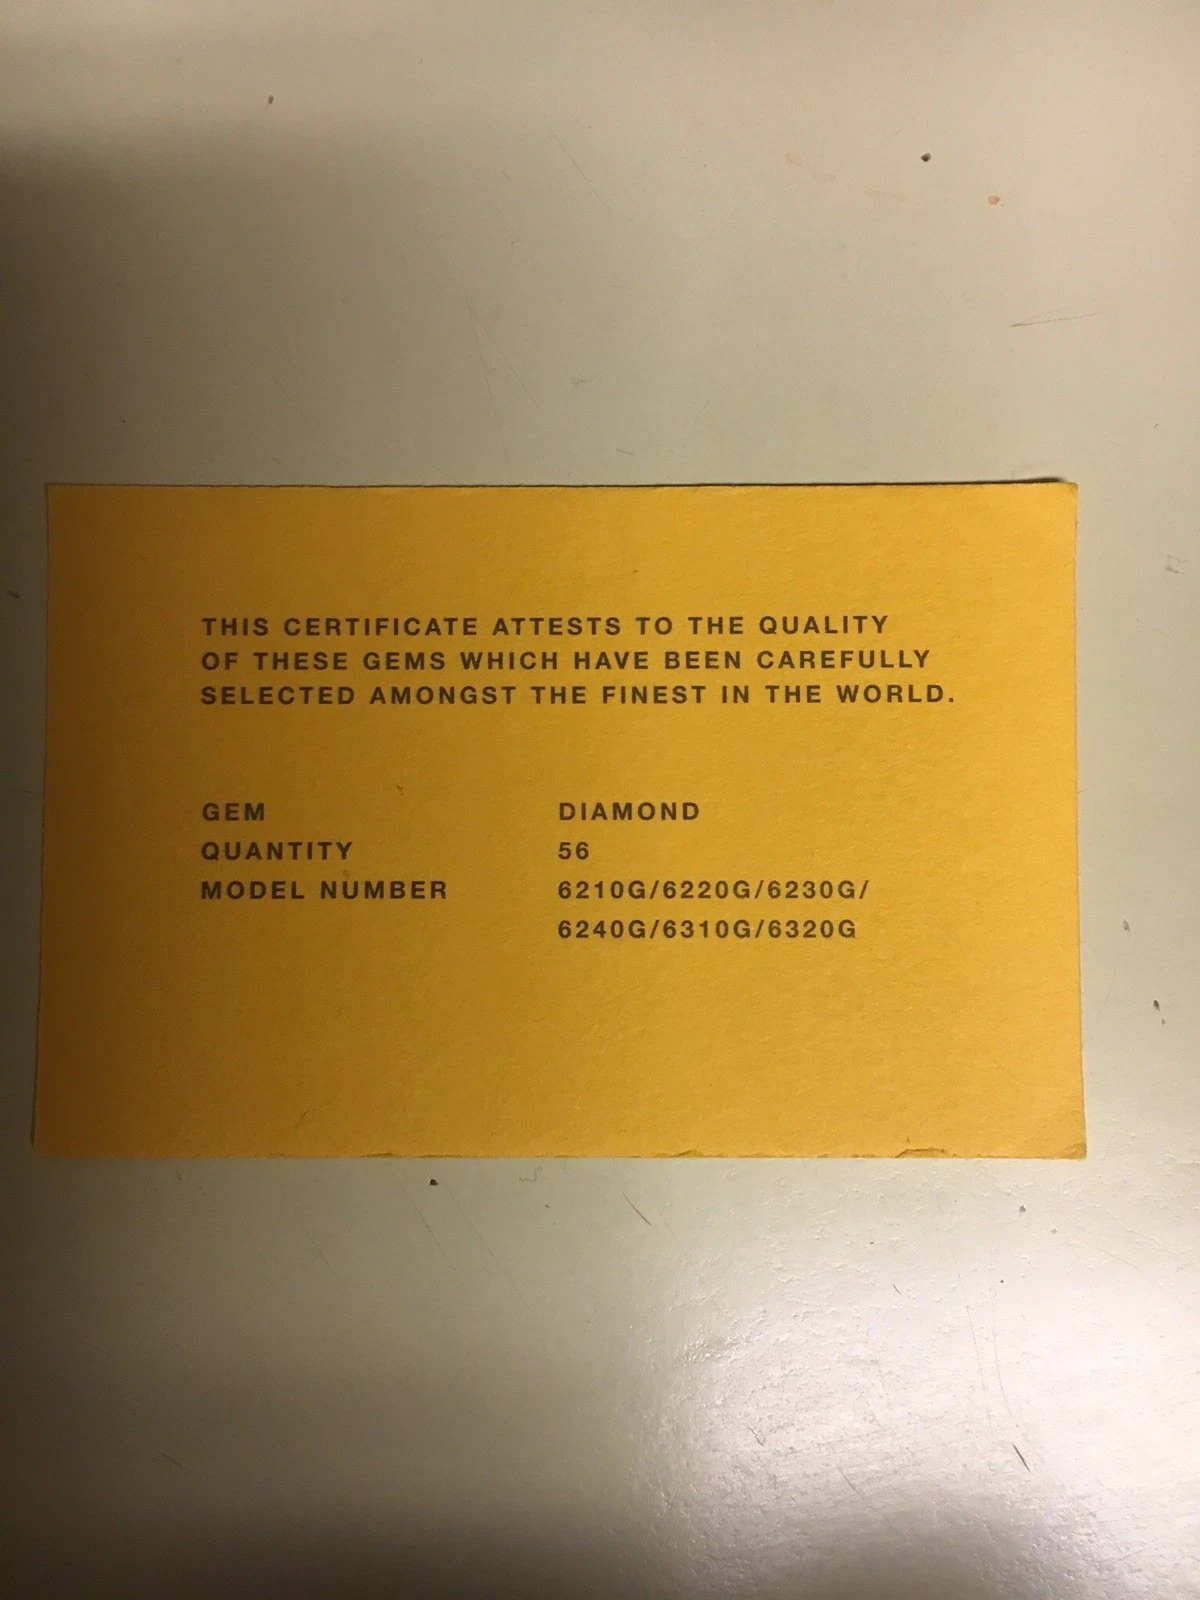 THIS CERTIFICATE ATTESTS TO THE QUALITY
OF THESE GEMS WHICH HAVE BEEN CAREFULLY
SELECTED AMONGST THE FINEST IN THE WORLD.
GEM DIAMOND
QUANTITY 56
MODEL NUMBER 6210G/6220G/6230G/
6240G/6310G/6320G